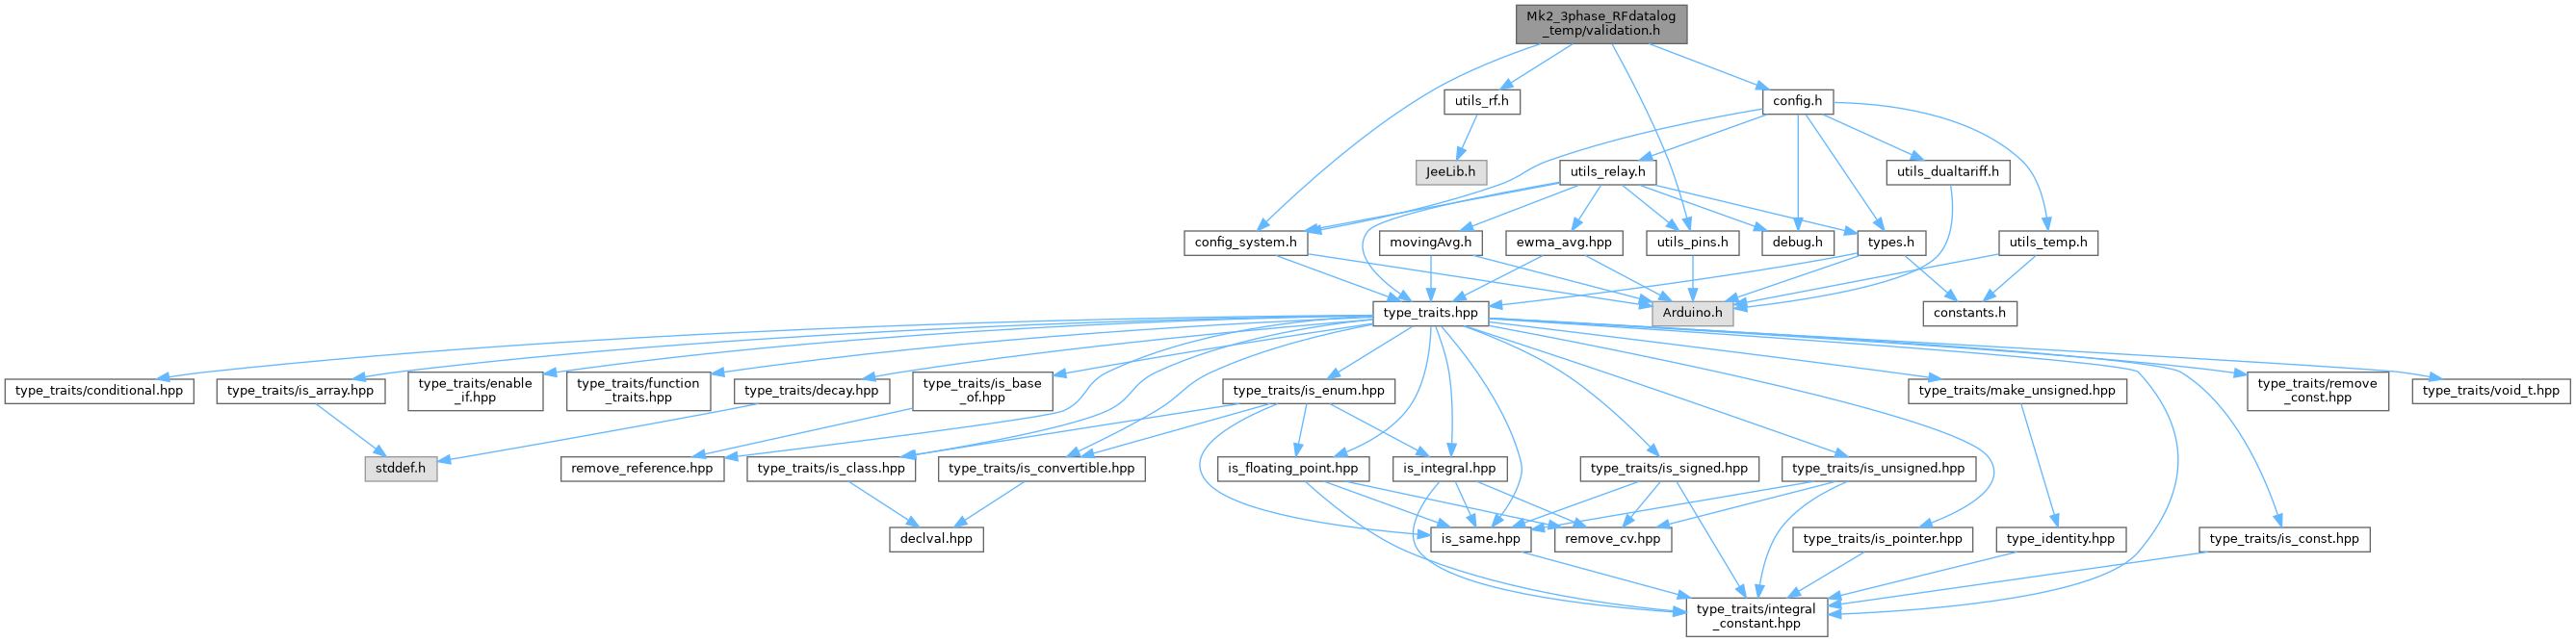 Mk2_3phase_RFdatalog
_temp/validation.h
utils_rf.h
config.h
JeeLib.h
utils_relay.h
utils_dualtariff.h
config_system.h
movingAvg.h
ewma_avg.hpp
utils_pins.h
debug.h
types.h
utils_temp.h
type_traits.hpp
Arduino.h
constants.h
type_traits/conditional.hpp
type_traits/is_array.hpp
type_traits/enable
_if.hpp
type_traits/function
_traits.hpp
type_traits/decay.hpp
type_traits/is_base
_of.hpp
type_traits/is_enum.hpp
type_traits/make_unsigned.hpp
type_traits/remove
_const.hpp
type_traits/void_t.hpp
stddef.h
remove_reference.hpp
type_traits/is_class.hpp
type_traits/is_convertible.hpp
is_floating_point.hpp
is_integral.hpp
type_traits/is_signed.hpp
type_traits/is_unsigned.hpp
declval.hpp
is_same.hpp
remove_cv.hpp
type_traits/is_pointer.hpp
type_identity.hpp
type_traits/is_const.hpp
type_traits/integral
_constant.hpp